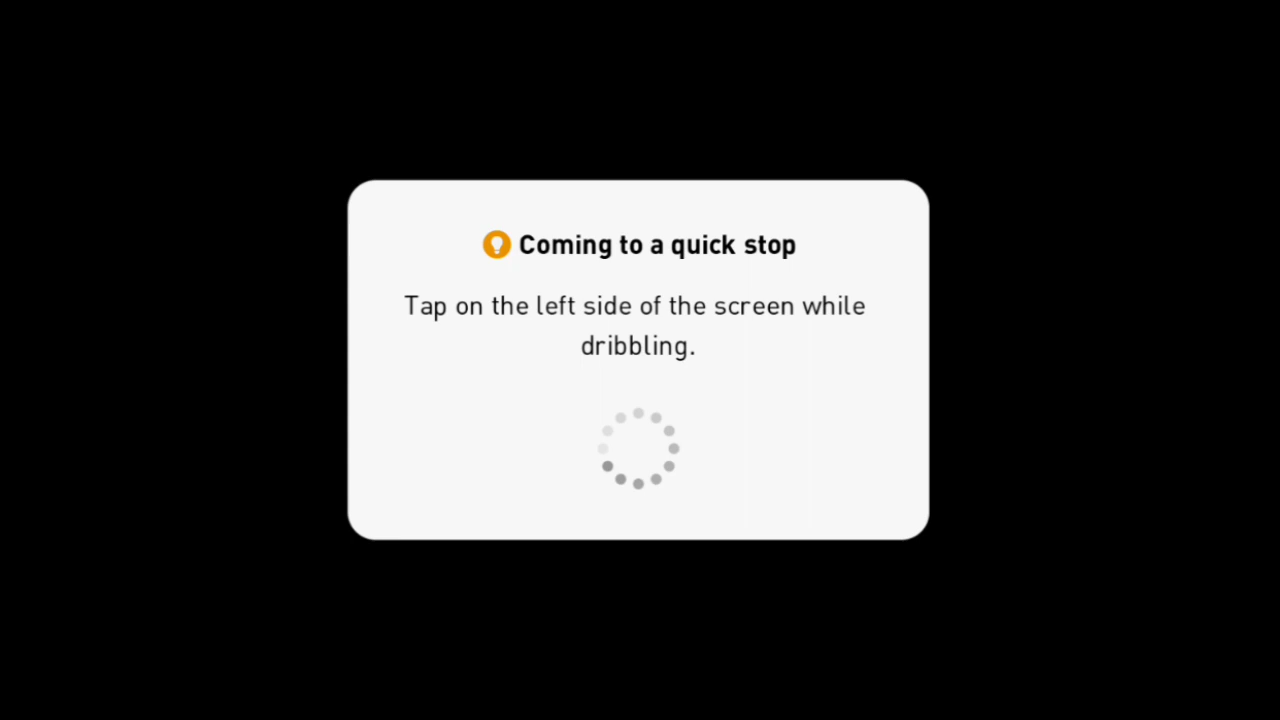 Coming to a quick stop
Tap on the left side of the screen while
dribbling.